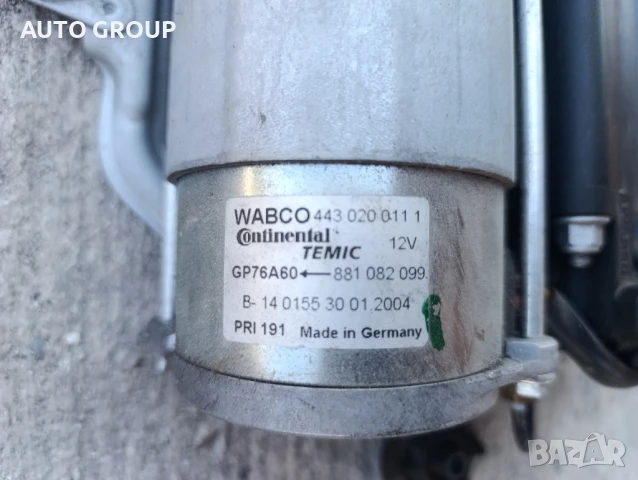 AUTO GROUP
WABCO 443 020 011 1
Continental
TEMIC 12V
GP76A60 ← 881 082 099
B- 14 0155 30 01 2004
PRI 191 Made in Germany
BAZAR